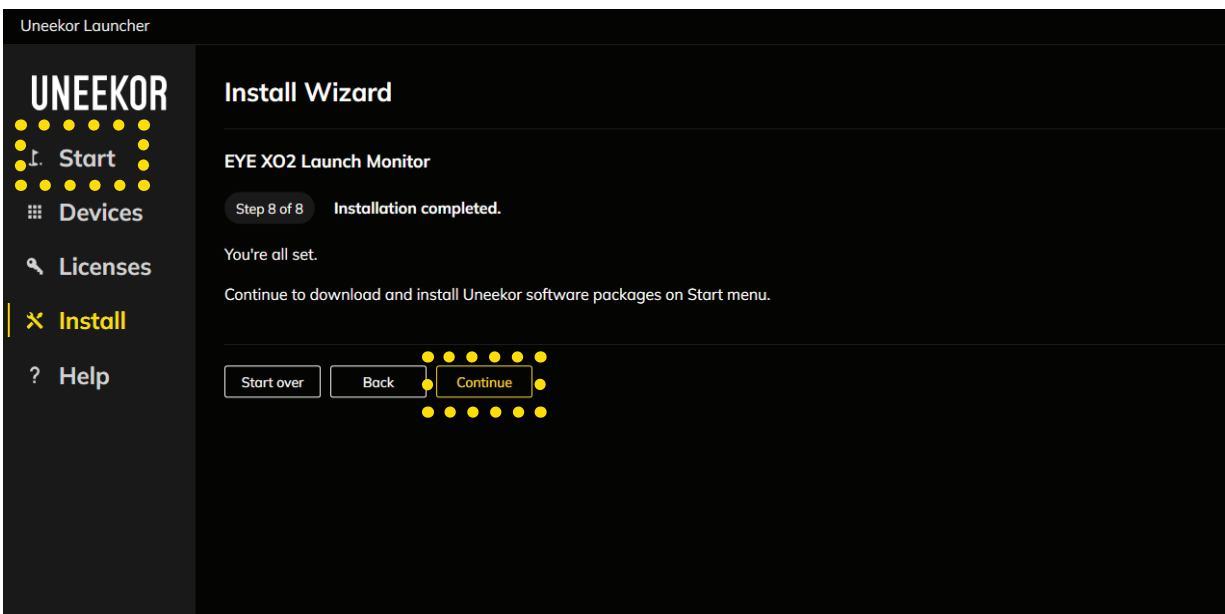 Uneekor Launcher
UNEEKOR
Start
Devices
Licenses
Install
? Help
Install Wizard
EYE XO2 Launch Monitor
Step 8 of 8 Installation completed.
You're all set.
Continue to download and install Uneekor software packages on Start menu.
Start over Back Continue